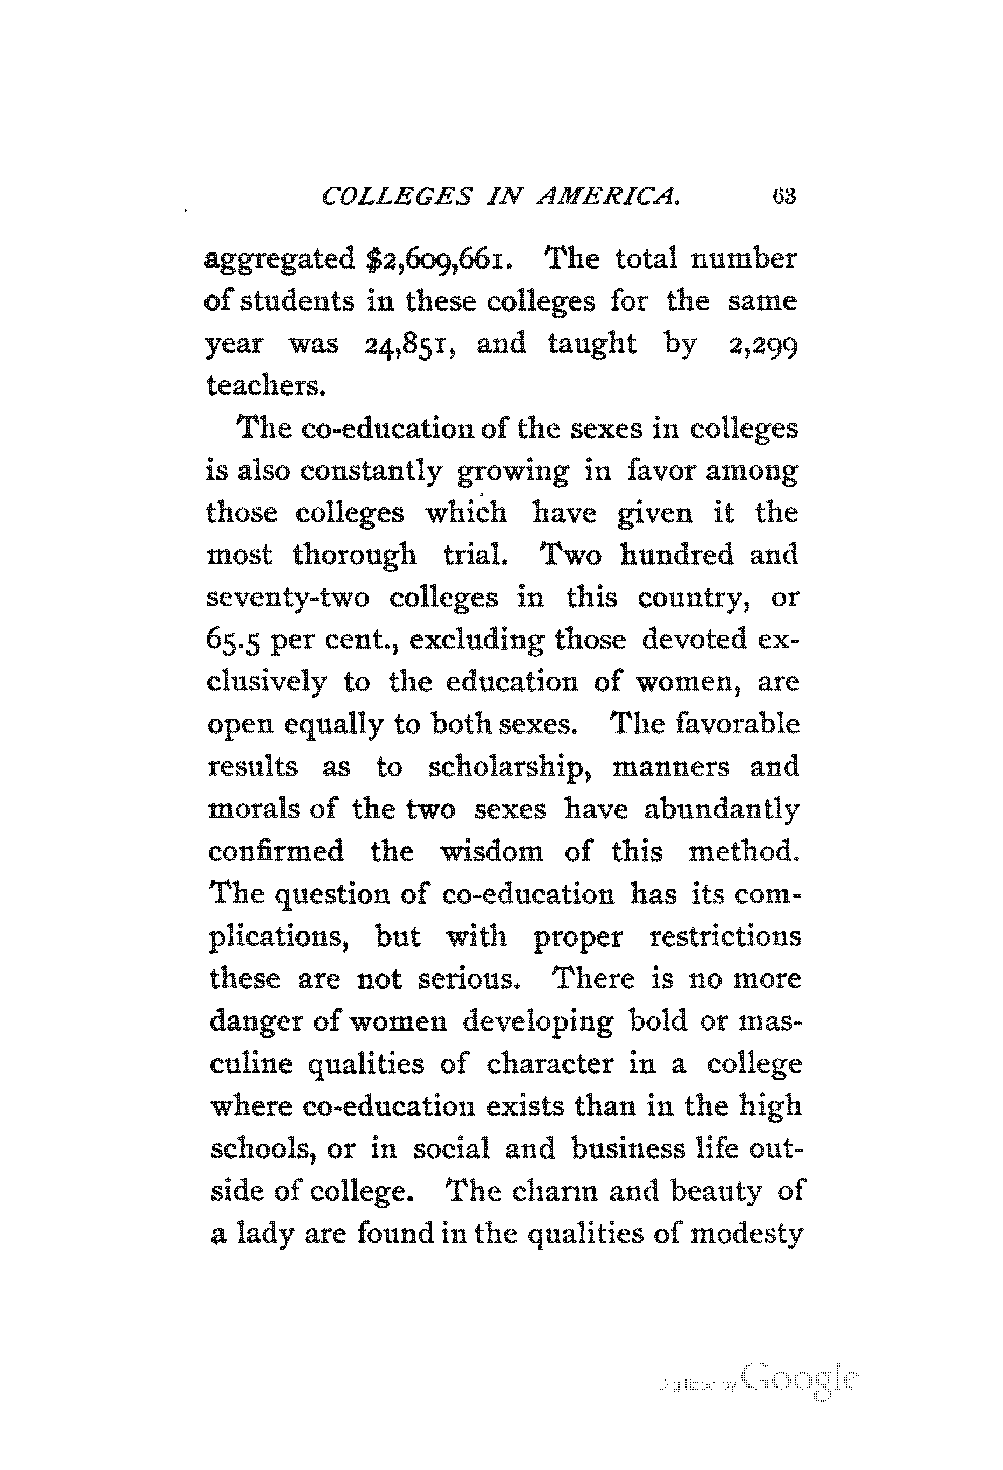 COLLEGES IN AMERICA. 63
aggregated $2,609,661. The total number
of students in these colleges for the same
year was 24,851, and taught by 2,299
teachers.
The co-education of the sexes in colleges
is also constantly growing in favor among
those colleges which have given it the
most thorough trial. Two hundred and
seventy-two colleges in this country, or
65.5 per cent., excluding those devoted ex-
clusively to the education of women, are
open equally to both sexes. The favorable
results as to scholarship, manners and
morals of the two sexes have abundantly
confirmed the wisdom of this method.
The question of co-education has its com-
plications, but with proper restrictions
these are not serious. There is no more
danger of women developing bold or mas-
culine qualities of character in a college
where co-education exists than in the high
schools, or in social and business life out-
side of college. The charm and beauty of
a lady are found in the qualities of modesty
Digitized by Google